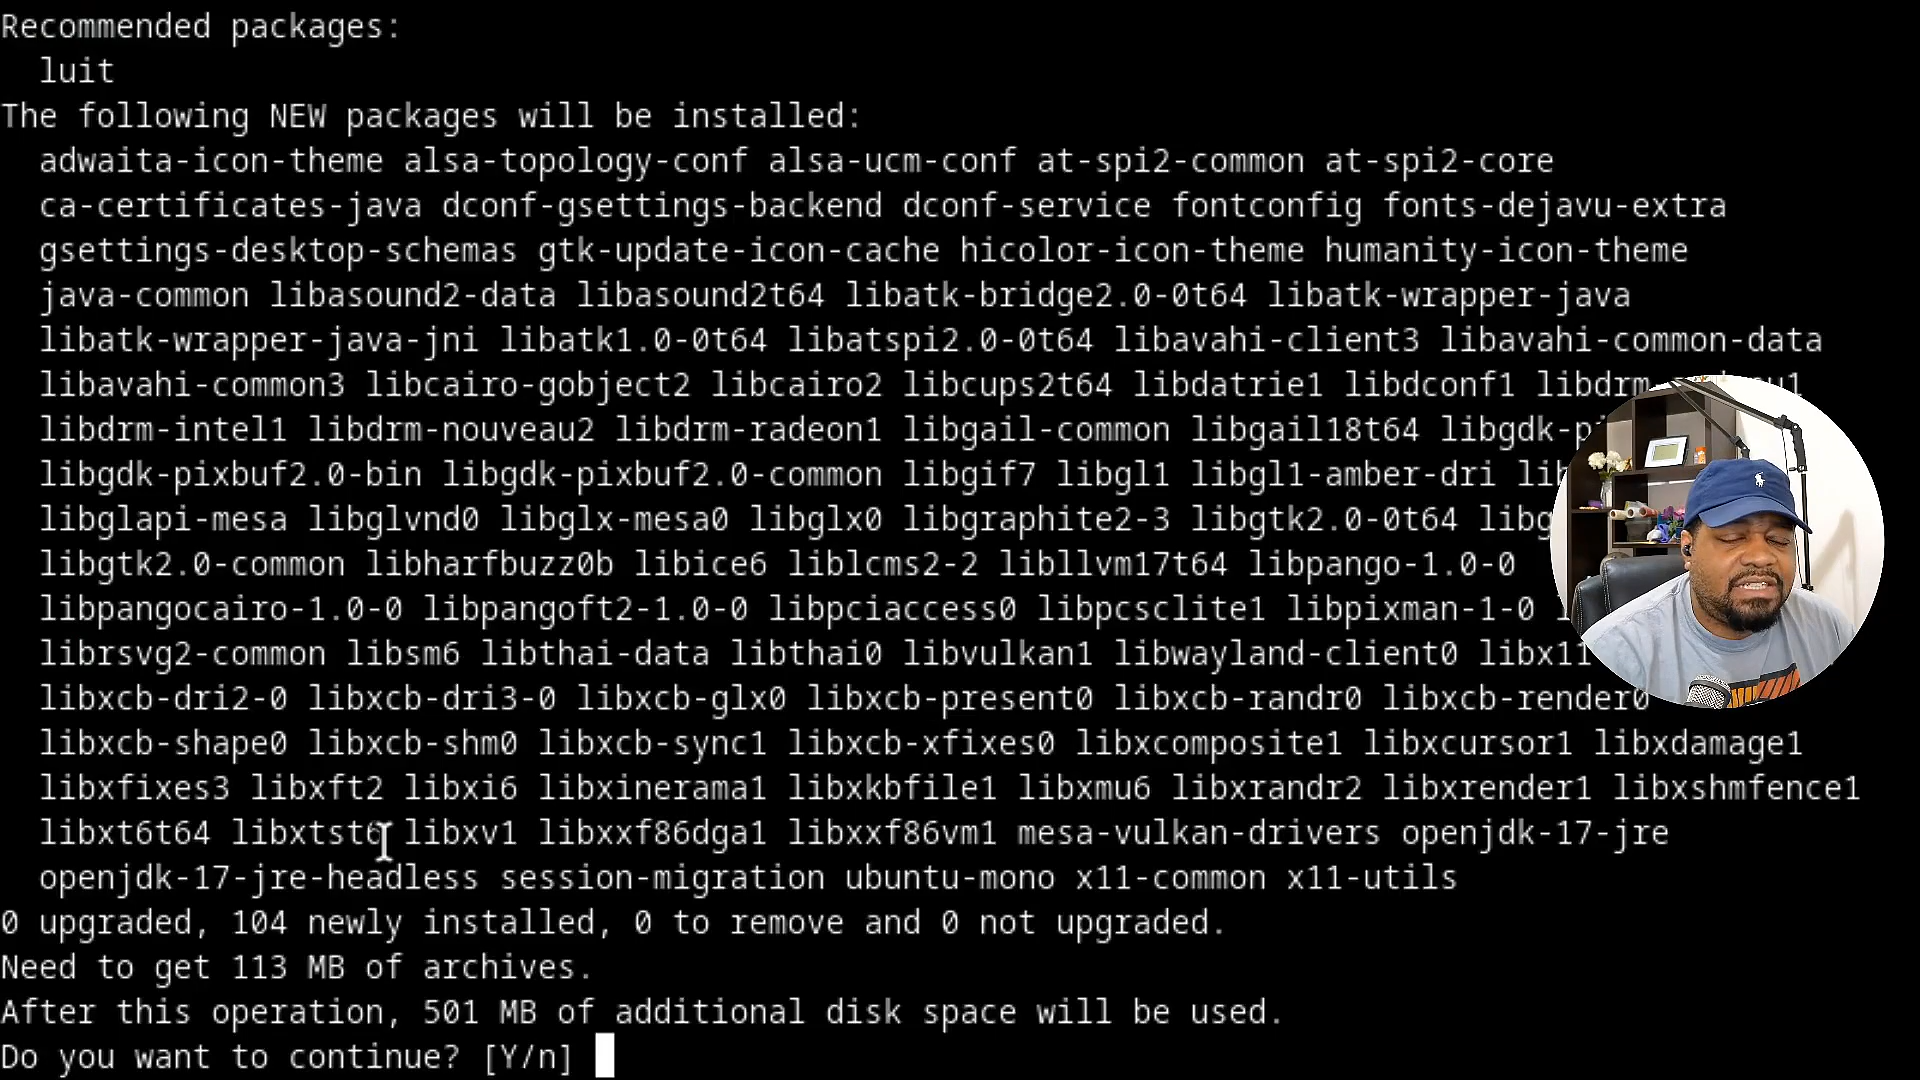 Recommended packages:
luit
The following NEW packages will be installed:
adwaita-icon-theme alsa-topology-conf alsa-ucm-conf at-spi2-common at-spi2-core
ca-certificates-java dconf-gsettings-backend dconf-service fontconfig fonts-dejavu-extra
gsettings-desktop-schemas gtk-update-icon-cache hicolor-icon-theme humanity-icon-theme
java-common libasound2-data libasound2t64 libatk-bridge2.0-0t64 libatk-wrapper-java
libatk-wrapper-java-jni libatk1.0-0t64 libatspi2.0-0t64 libavahi-client3 libavahi-common-data
libavahi-common3 libcairo-gobject2 libcairo2 libcups2t64 libdatrie1 libdconf1
libdrm-intel1 libdrm-nouveau2 libdrm-radeon1 libgail-common libgail18t64
libgdk-pixbuf2.0-bin libgdk-pixbuf2.0-common libgif7 libgl1 libgl1-amber-dri
libglapi-mesa libglvnd0 libglx-mesa0 libglx0 libgraphite2-3 libgtk2.0-0t64
libgtk2.0-common libharfbuzz0b libice6 liblcms2-2 libllvm17t64 libpango-1.0-0
libpangocairo-1.0-0 libpangoft2-1.0-0 libpciaccess0 libpcsclite1 libpixman-1-0
librsvg2-common libsm6 libthai-data libthai0 libvulkan1 libwayland-client0
libxcb-dri2-0 libxcb-dri3-0 libxcb-glx0 libxcb-present0 libxcb-randr0 libxcb-render0
libxcb-shape0 libxcb-shm0 libxcb-sync1 libxcb-xfixes0 libxcomposite1 libxcursor1 libxdamage1
libxfixes3 libxft2 libxi6 libxinerama1 libxkbfile1 libxmu6 libxrandr2 libxrender1 libxshmfence1
libxt6t64 libxtst6 libxv1 libxxf86dga1 libxxf86vm1 mesa-vulkan-drivers openjdk-17-jre
openjdk-17-jre-headless session-migration ubuntu-mono x11-common x11-utils
0 upgraded, 104 newly installed, 0 to remove and 0 not upgraded.
Need to get 113 MB of archives.
After this operation, 501 MB of additional disk space will be used.
Do you want to continue? [Y/n]